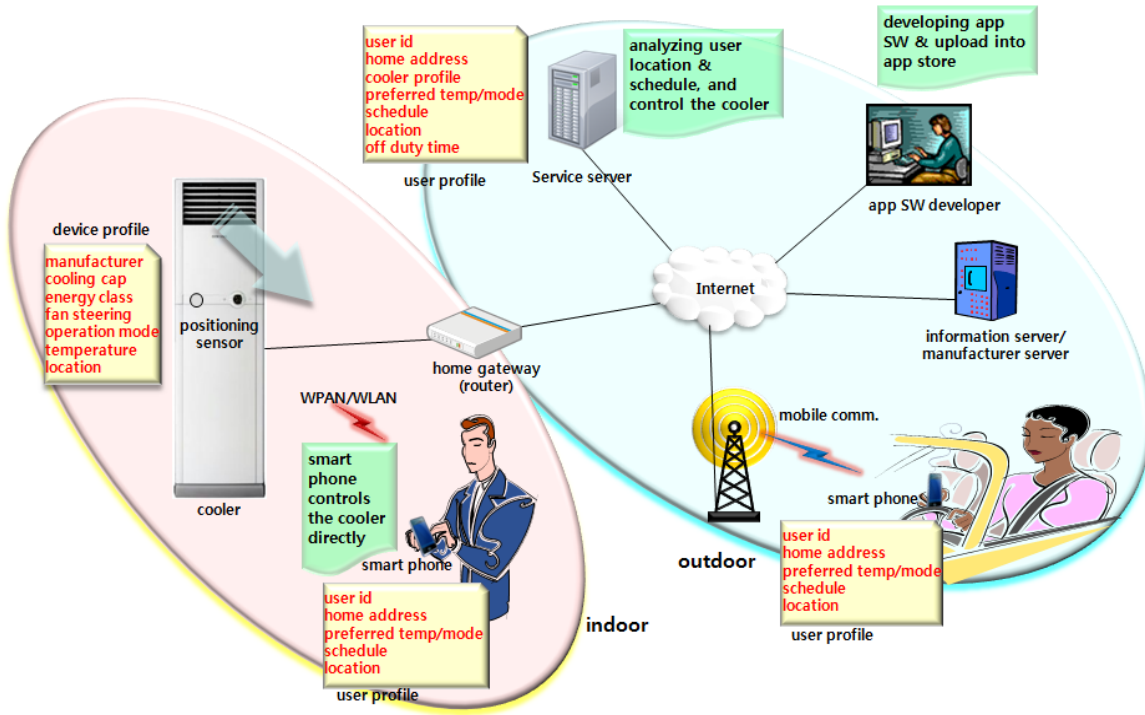 user id
home address
cooler profile
preferred temp/mode
schedule
location
off duty time
user profile
analyzing user
location &
schedule, and
control the cooler
Service server
developing app
SW & upload into
app store
app SW developer
device profile
manufacturer
cooling cap
energy class
fan steering
operation mode
temperature
location
positioning
sensor
cooler
Internet
information server/
manufacturer server
home gateway
(router)
WPAN/WLAN
smart
phone
controls
the cooler
directly
smart phone
user id
home address
preferred temp/mode
schedule
location
user profile
indoor
mobile comm.
smart phone
outdoor
user id
home address
preferred temp/mode
schedule
location
user profile